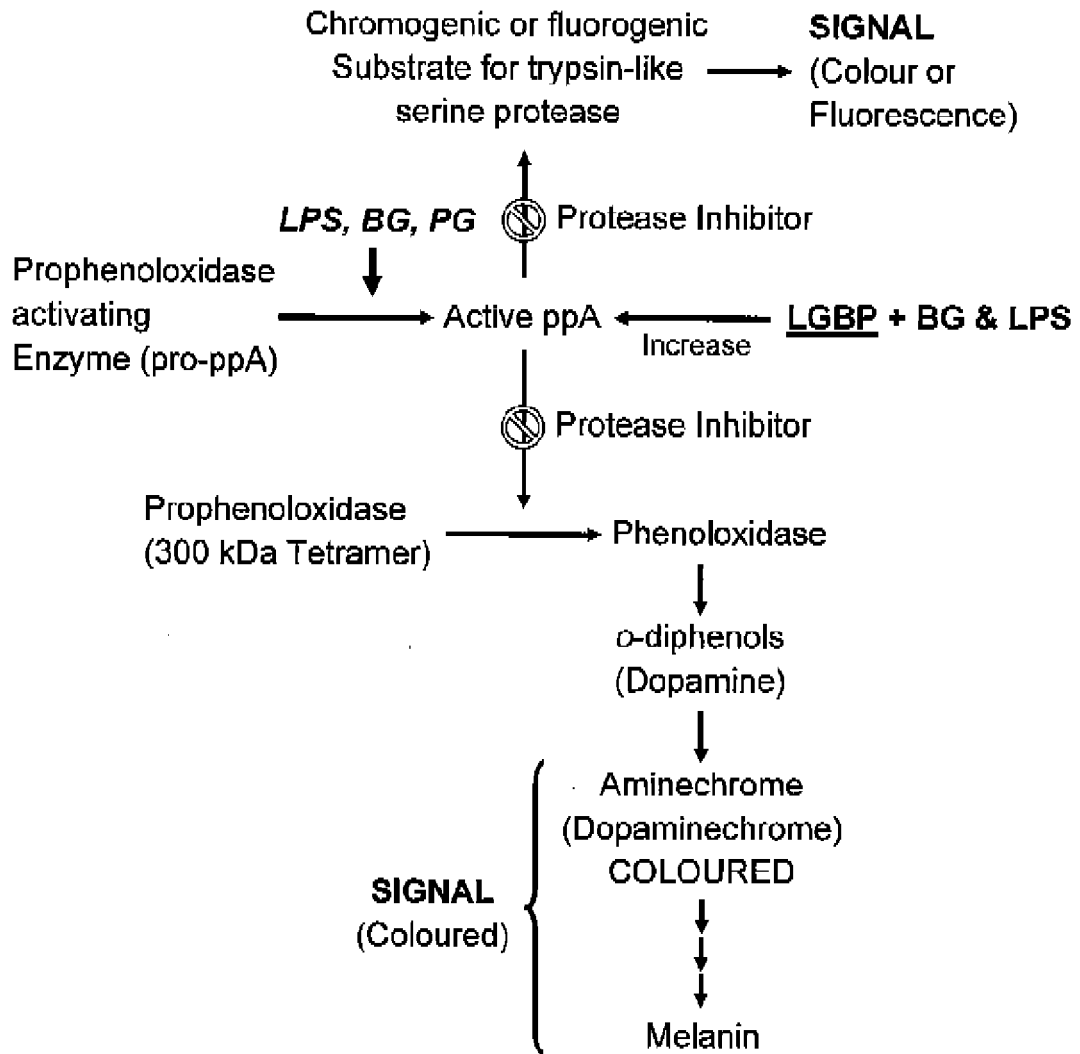 Chromogenic or fluorogenic
Substrate for trypsin-like
serine protease
SIGNAL
(Colour or
Fluorescence)
LPS, BG, PG
Protease Inhibitor
Prophenoloxidase
activating
Enzyme (pro-ppA)
Active ppA
LGBP + BG & LPS
Increase
Protease Inhibitor
Prophenoloxidase
(300 kDa Tetramer)
Phenoloxidase
o-diphenols
(Dopamine)
Aminechrome
(Dopaminechrome)
COLOURED
SIGNAL
(Coloured)
Melanin